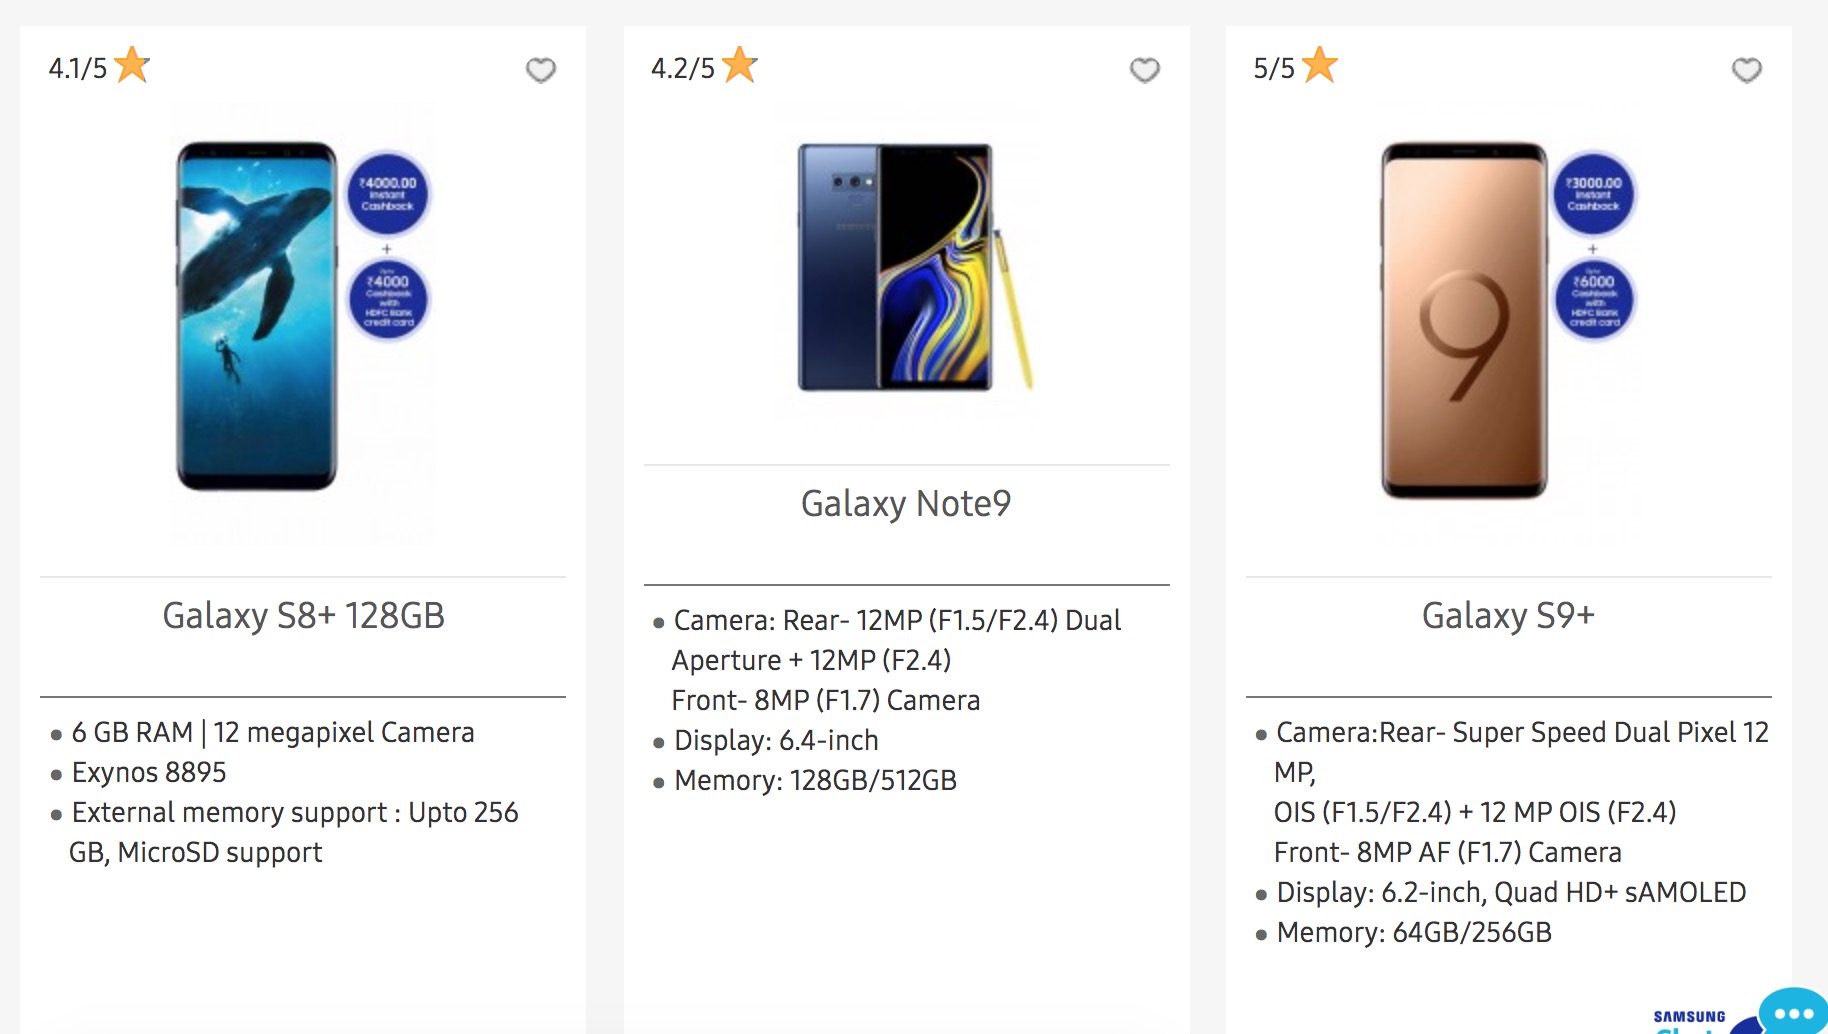 4.1/5
₹4000.00
Instant
Cashback
+
Upto
₹4000
Cashback
with
HDFC Bank
credit card
Galaxy S8+ 128GB
• 6 GB RAM | 12 megapixel Camera
• Exynos 8895
• External memory support : Upto 256
GB, MicroSD support
4.2/5
SAMSUNG
Galaxy Note9
• Camera: Rear- 12MP (F1.5/F2.4) Dual
Aperture + 12MP (F2.4)
Front- 8MP (F1.7) Camera
• Display: 6.4-inch
• Memory: 128GB/512GB
5/5
₹3000.00
Instant
Cashback
+
Upto
₹6000
Cashback
with
HDFC Bank
credit card
9
Galaxy S9+
• Camera:Rear- Super Speed Dual Pixel 12
MP,
OIS (F1.5/F2.4) + 12 MP OIS (F2.4)
Front- 8MP AF (F1.7) Camera
• Display: 6.2-inch, Quad HD+ sAMOLED
• Memory: 64GB/256GB
SAMSUNG